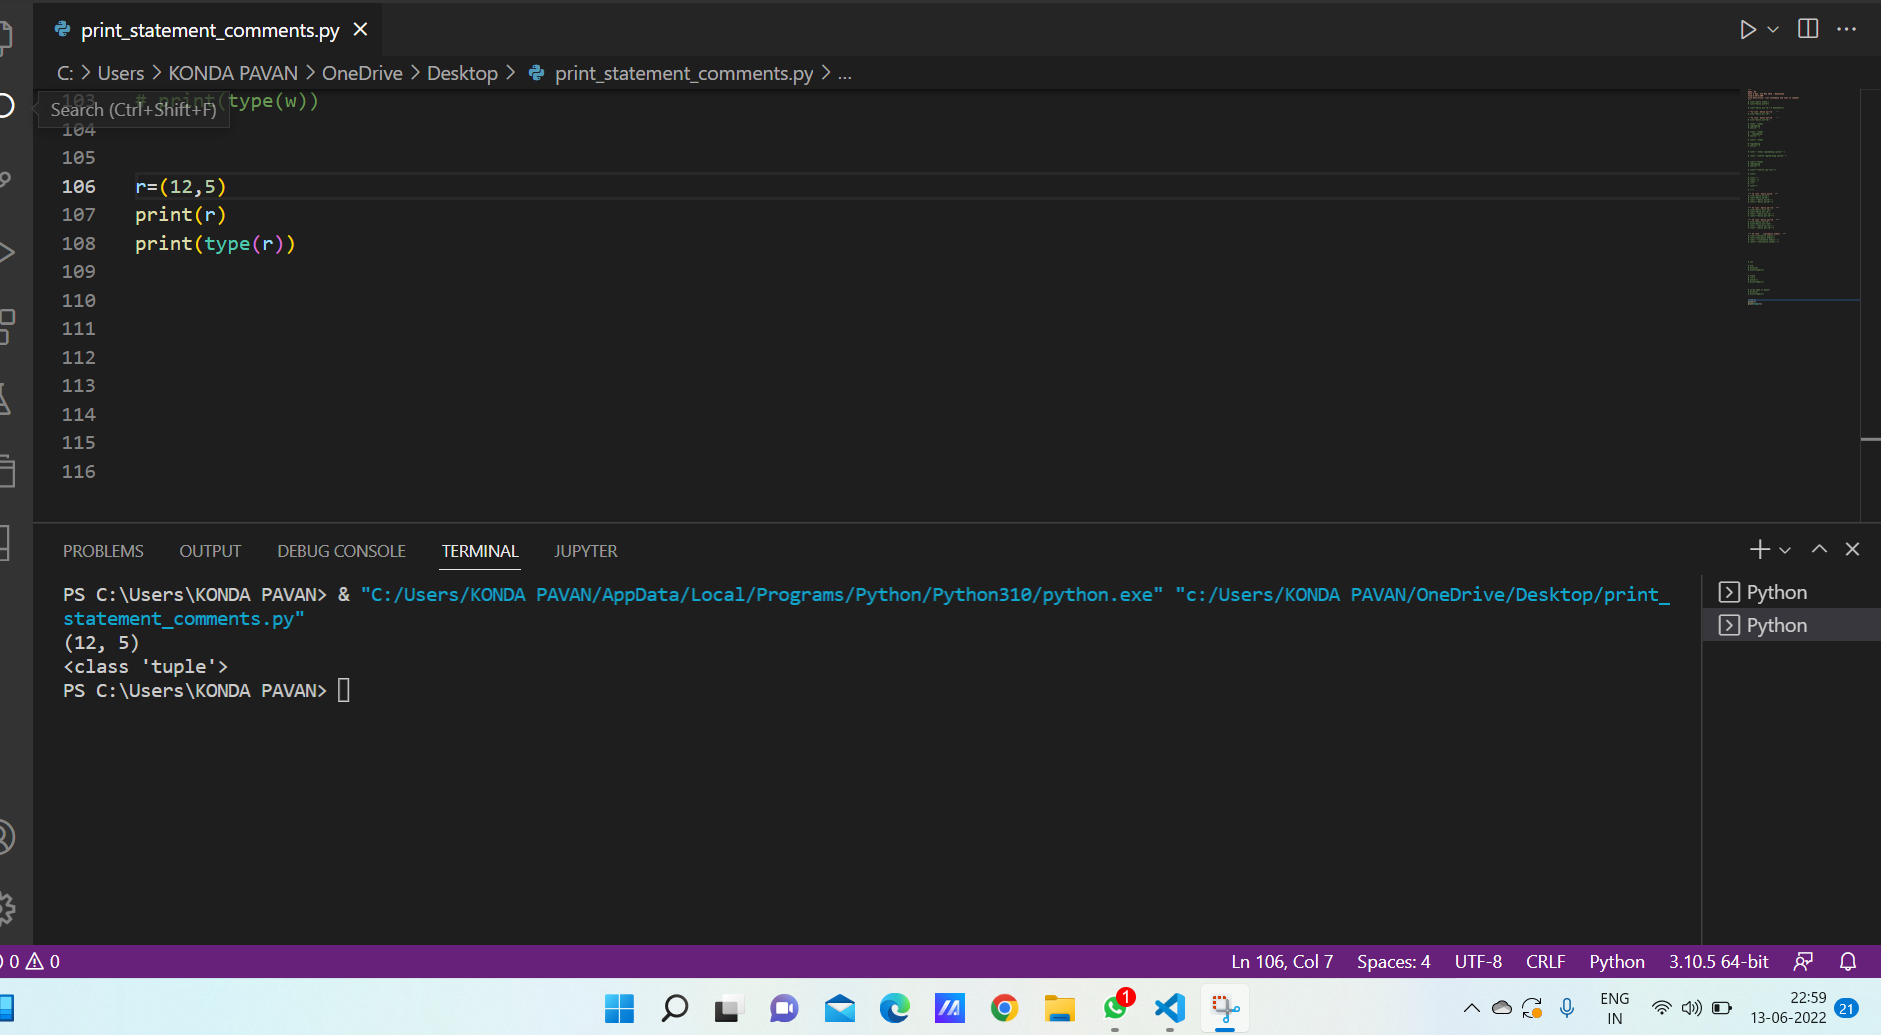 print_statement_comments.py
C: > Users > KONDA PAVAN > OneDrive > Desktop > print_statement_comments.py > ...
103 # print(type(w))
Search (Ctrl+Shift+F)
104
105
106 r=(12,5)
107 print(r)
108 print(type(r))
109
110
111
112
113
114
115
116
PROBLEMS OUTPUT DEBUG CONSOLE TERMINAL JUPYTER
PS C:\Users\KONDA PAVAN> & "C:/Users/KONDA PAVAN/AppData/Local/Programs/Python/Python310/python.exe" "c:/Users/KONDA PAVAN/OneDrive/Desktop/print_
statement_comments.py"
(12, 5)
<class 'tuple'>
PS C:\Users\KONDA PAVAN>
Python
Python
0 0 Ln 106, Col 7 Spaces: 4 UTF-8 CRLF Python 3.10.5 64-bit
1
ENG
IN
22:59
13-06-2022
21